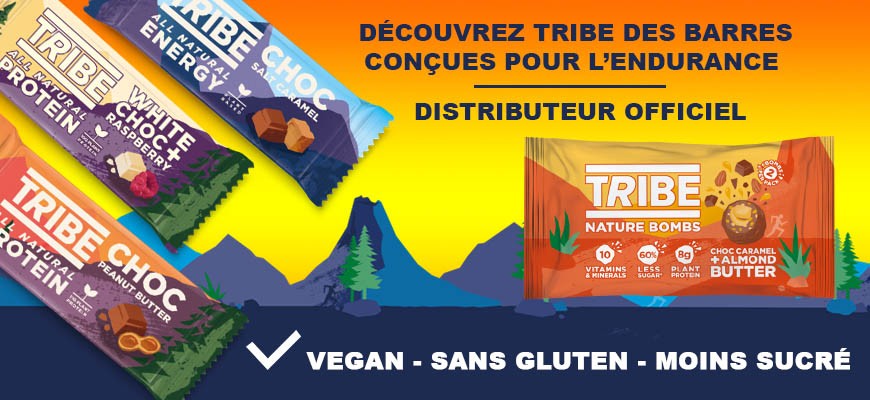 DÉCOUVREZ TRIBE DES BARRES
CONÇUES POUR L'ENDURANCE
DISTRIBUTEUR OFFICIEL
TRIBE
ALL NATURAL
PROTEIN
WHITE
CHOC+
RASPBERRY
TRIBE
ALL NATURAL
ENERGY
CHOC
SALT CARAMEL
TRIBE
ALL NATURAL
PROTEIN
CHOC
PEANUT BUTTER
TRIBE
NATURE BOMBS
10
VITAMINS
& MINERALS
60%
LESS
SUGAR*
8g
PLANT
PROTEIN
CHOC CARAMEL
+ ALMOND
BUTTER
VEGAN - SANS GLUTEN - MOINS SUCRÉ